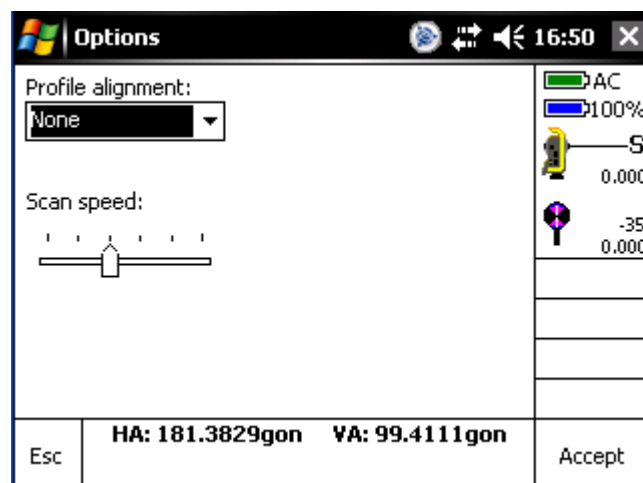 Options 16:50
Profile alignment:
None
Scan speed:
AC
100%
S
0.000
-35
0.000
Esc
HA: 181.3829gon VA: 99.4111gon
Accept